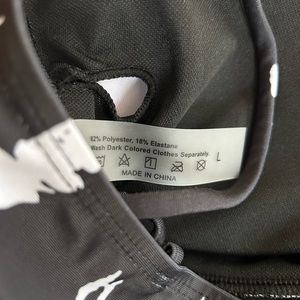 82% Polyester, 18% Elastane
Wash Dark Colored Clothes Separately.
L
MADE IN CHINA